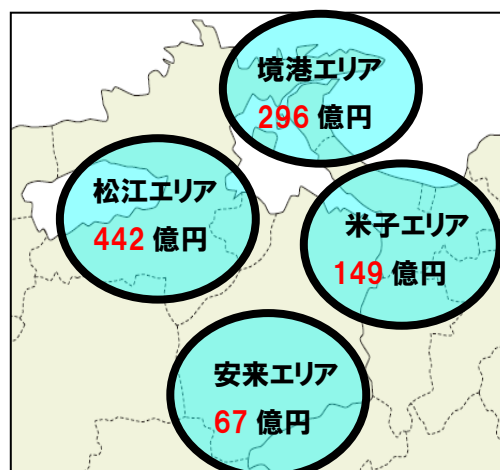 境港エリア
296 億円
松江エリア
442 億円
米子エリア
149 億円
安来エリア
67 億円